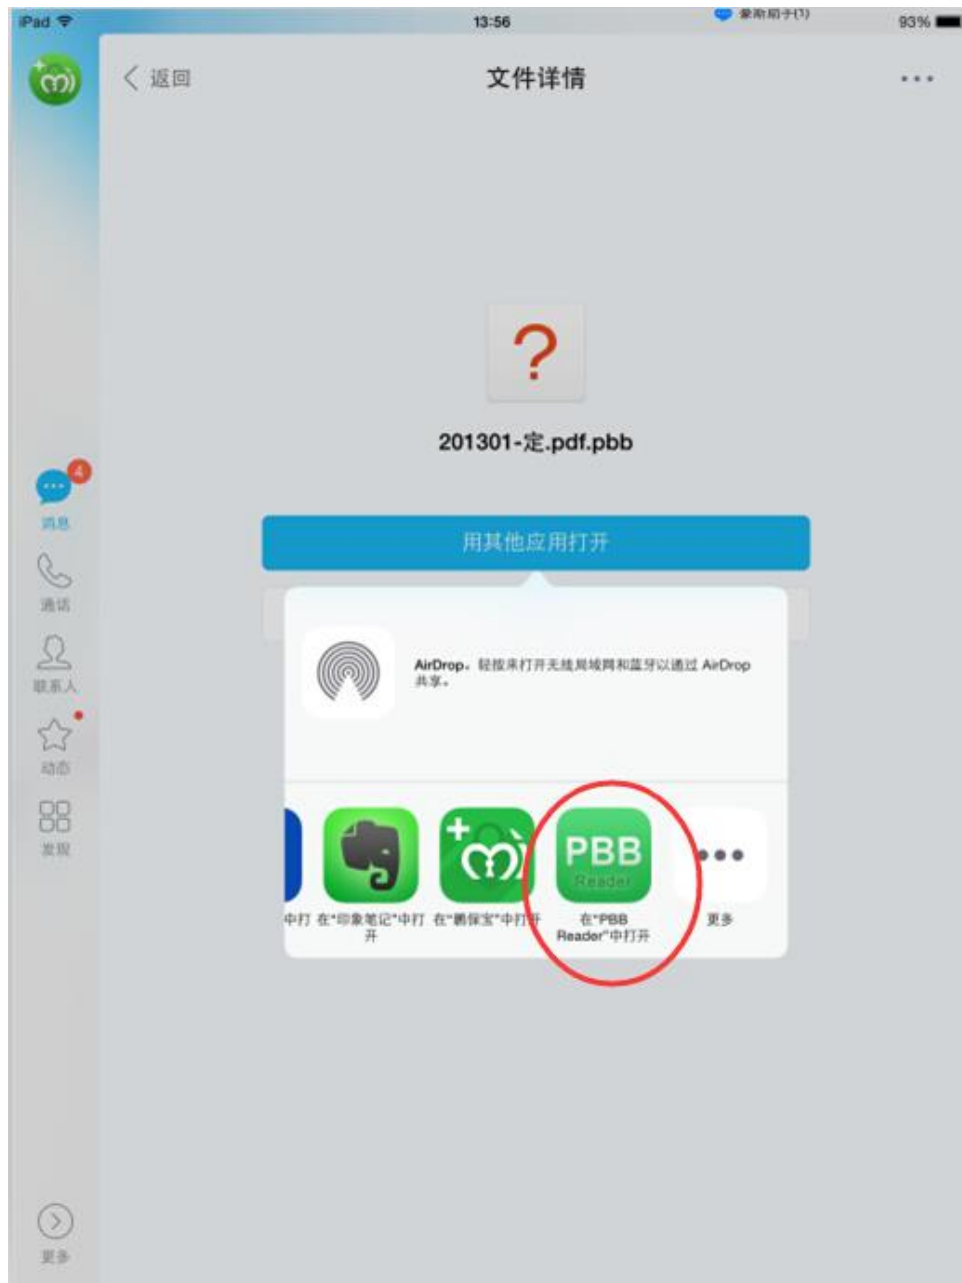 iPad
13:56
93%
返回
文件详情
?
201301-定.pdf.pbb
4
消息
用其他应用打开
通话
AirDrop。轻按来打开无线局域网和蓝牙以通过 AirDrop
共享。
联系人
动态
PBB
Reader
发现
中打
在“印象笔记”中打
开
在“鹏保宝”中打开
在“PBB
Reader”中打开
更多
更多